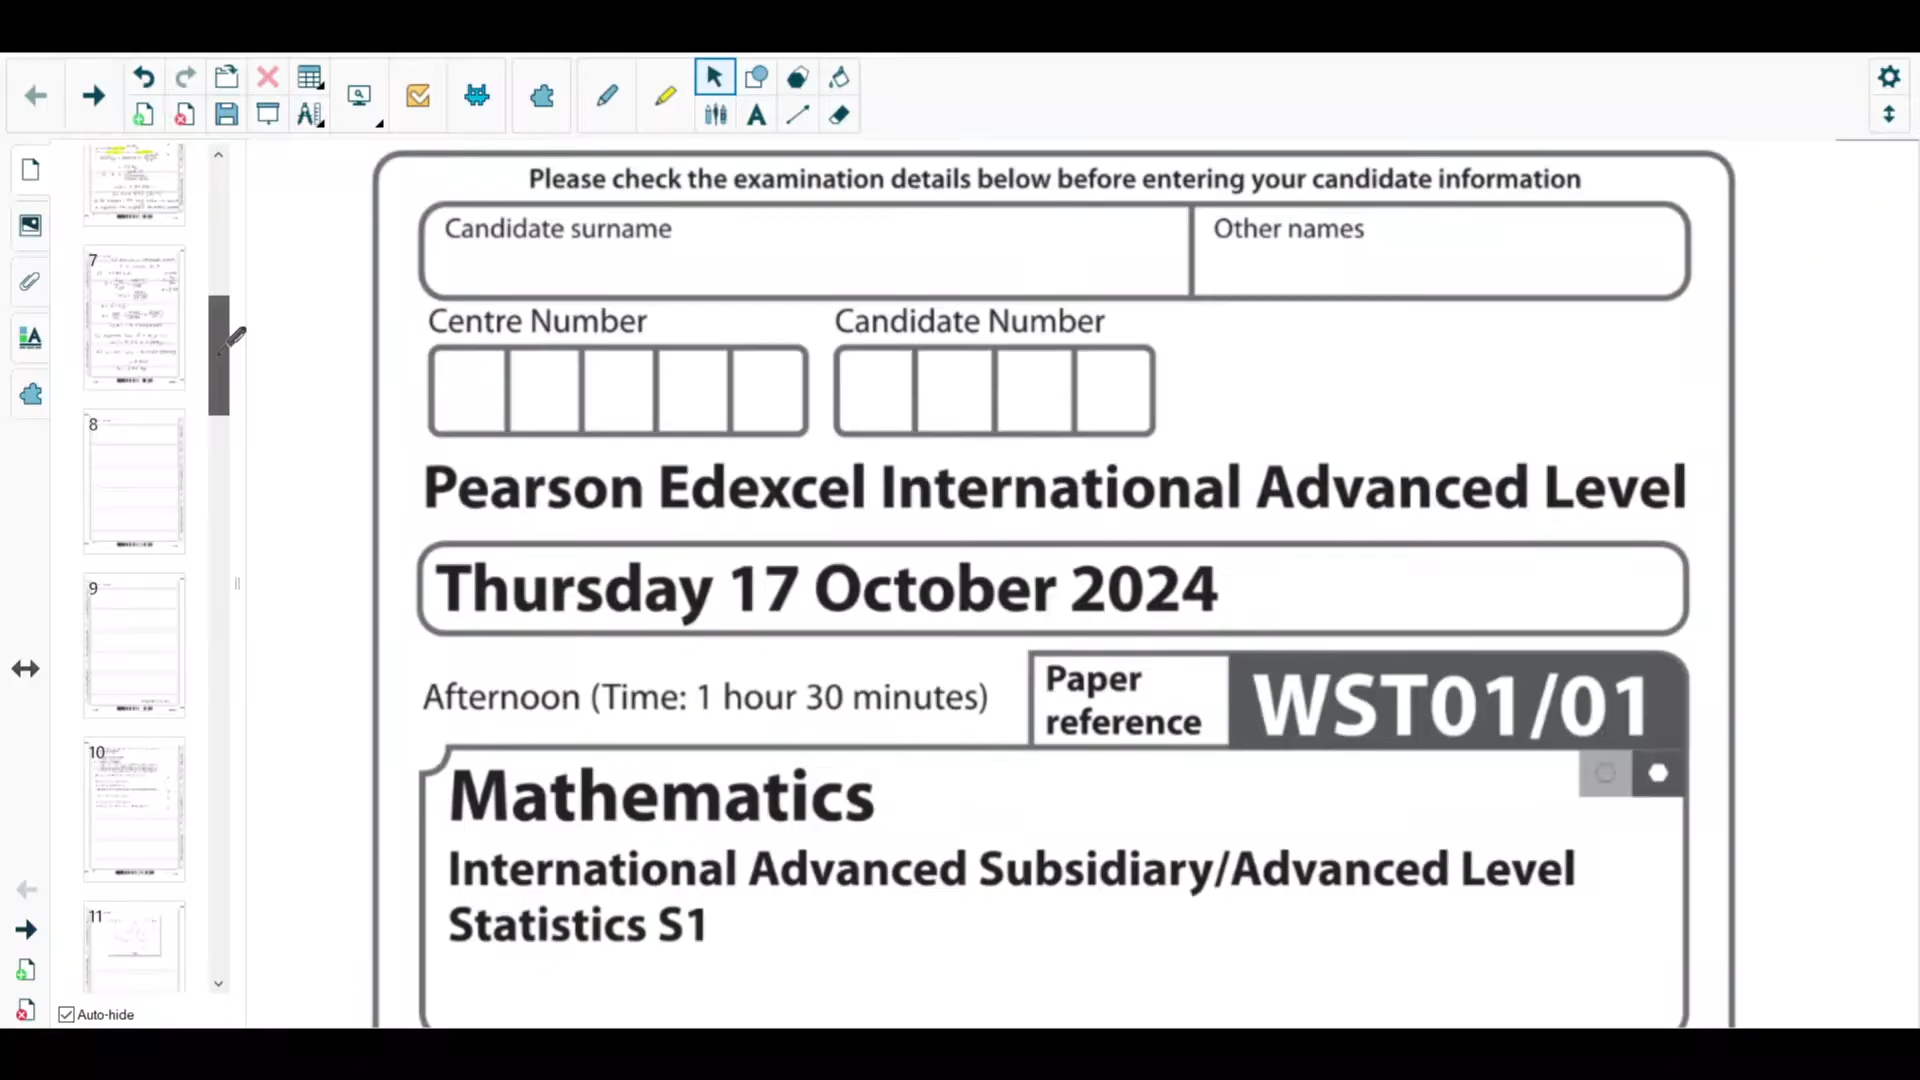 Please check the examination details below before entering your candidate information
Candidate surname
Other names
Centre Number
Candidate Number
Pearson Edexcel International Advanced Level
Thursday 17 October 2024
Afternoon (Time: 1 hour 30 minutes)
Paper
reference
WST01/01
Mathematics
International Advanced Subsidiary/Advanced Level
Statistics S1
7
8
9
10
11
Auto-hide